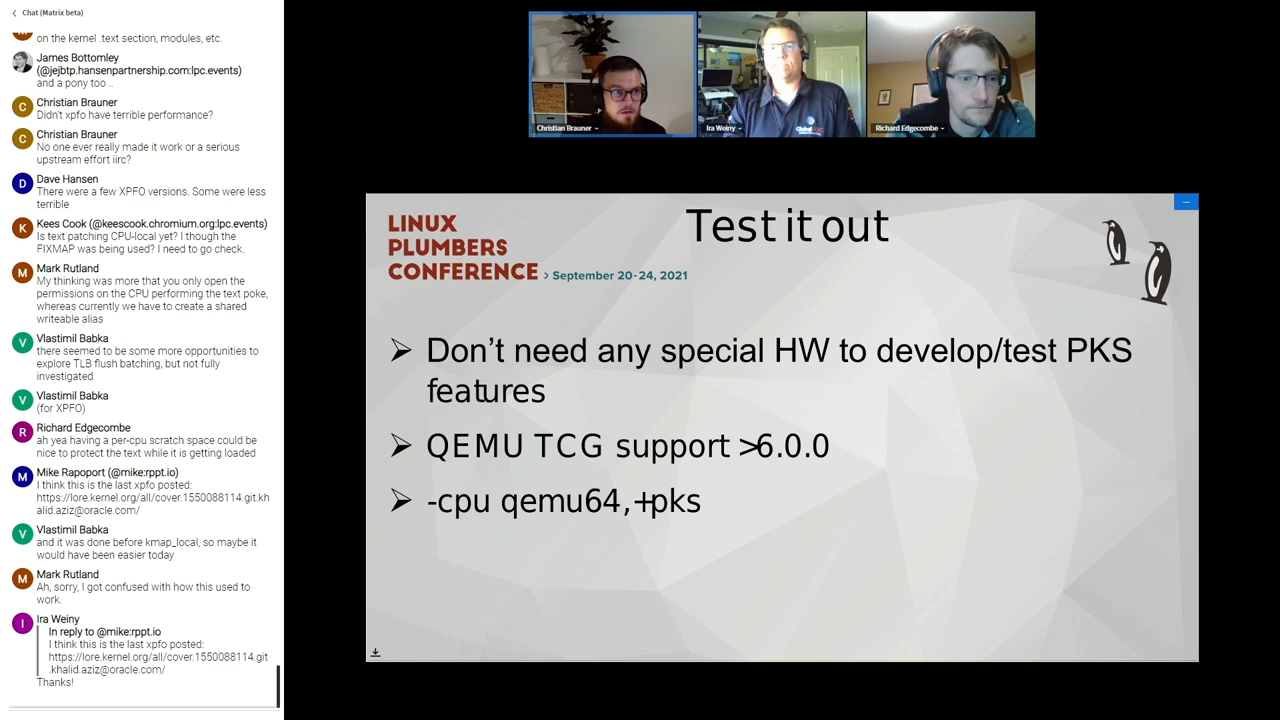 Chat (Matrix beta)
on the kernel .text section, modules, etc.
James Bottomley
(@jejbtp.hansenpartnership.com:lpc.events)
and a pony too ..
C
Christian Brauner
Didn't xpfo have terrible performance?
C
Christian Brauner
No one ever really made it work or a serious
upstream effort iirc?
D
Dave Hansen
There were a few XPFO versions. Some were less
terrible
K
Kees Cook (@keescook.chromium.org:lpc.events)
Is text patching CPU-local yet? I though the
FIXMAP was being used? I need to go check.
M
Mark Rutland
My thinking was more that you only open the
permissions on the CPU performing the text poke,
whereas currently we have to create a shared
writeable alias
V
Vlastimil Babka
there seemed to be some more opportunities to
explore TLB flush batching, but not fully
investigated
V
Vlastimil Babka
(for XPFO)
R
Richard Edgecombe
ah yea having a per-cpu scratch space could be
nice to protect the text while it is getting loaded
M
Mike Rapoport (@mike:rppt.io)
I think this is the last xpfo posted:
https://lore.kernel.org/all/cover.1550088114.git.kh
alid.aziz@oracle.com/
V
Vlastimil Babka
and it was done before kmap_local, so maybe it
would have been easier today
M
Mark Rutland
Ah, sorry, I got confused with how this used to
work.
I
Ira Weiny
In reply to @mike:rppt.io
I think this is the last xpfo posted:
https://lore.kernel.org/all/cover.1550088114.git
.khalid.aziz@oracle.com/
Thanks!
Christian Brauner
Ira Weiny
Richard Edgecombe
LINUX
PLUMBERS
CONFERENCE > September 20-24, 2021
Test it out
Don't need any special HW to develop/test PKS
features
QEMU TCG support >6.0.0
-cpu qemu64,+pks